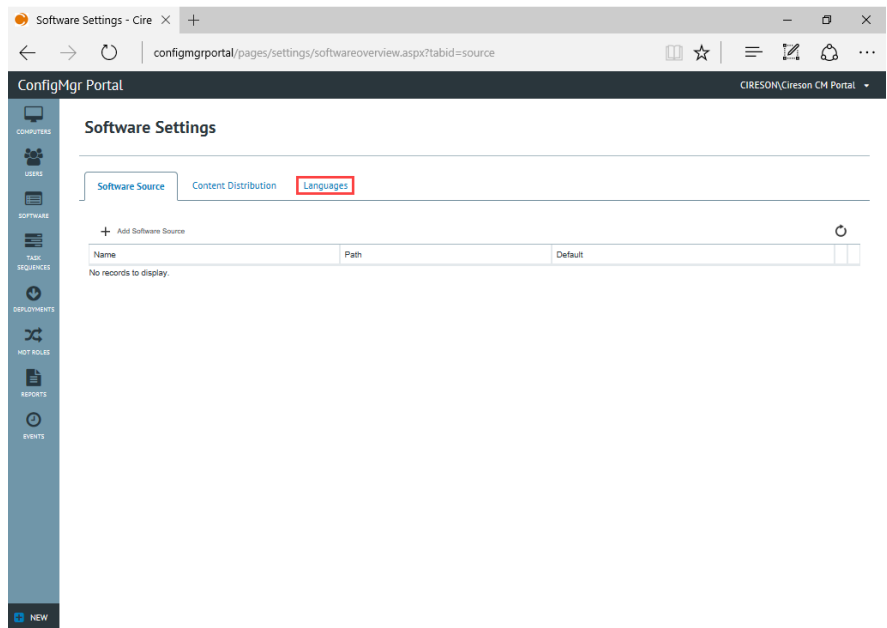 Software Settings - Cire
configmgrportal/pages/settings/softwareoverview.aspx?tabid=source
ConfigMgr Portal
CIRESON\Cireson CM Portal
COMPUTERS
USERS
SOFTWARE
TASK
SEQUENCES
DEPLOYMENTS
MDT ROLES
REPORTS
EVENTS
NEW
Software Settings
Software Source Content Distribution Languages
Add Software Source
Name Path Default
No records to display.